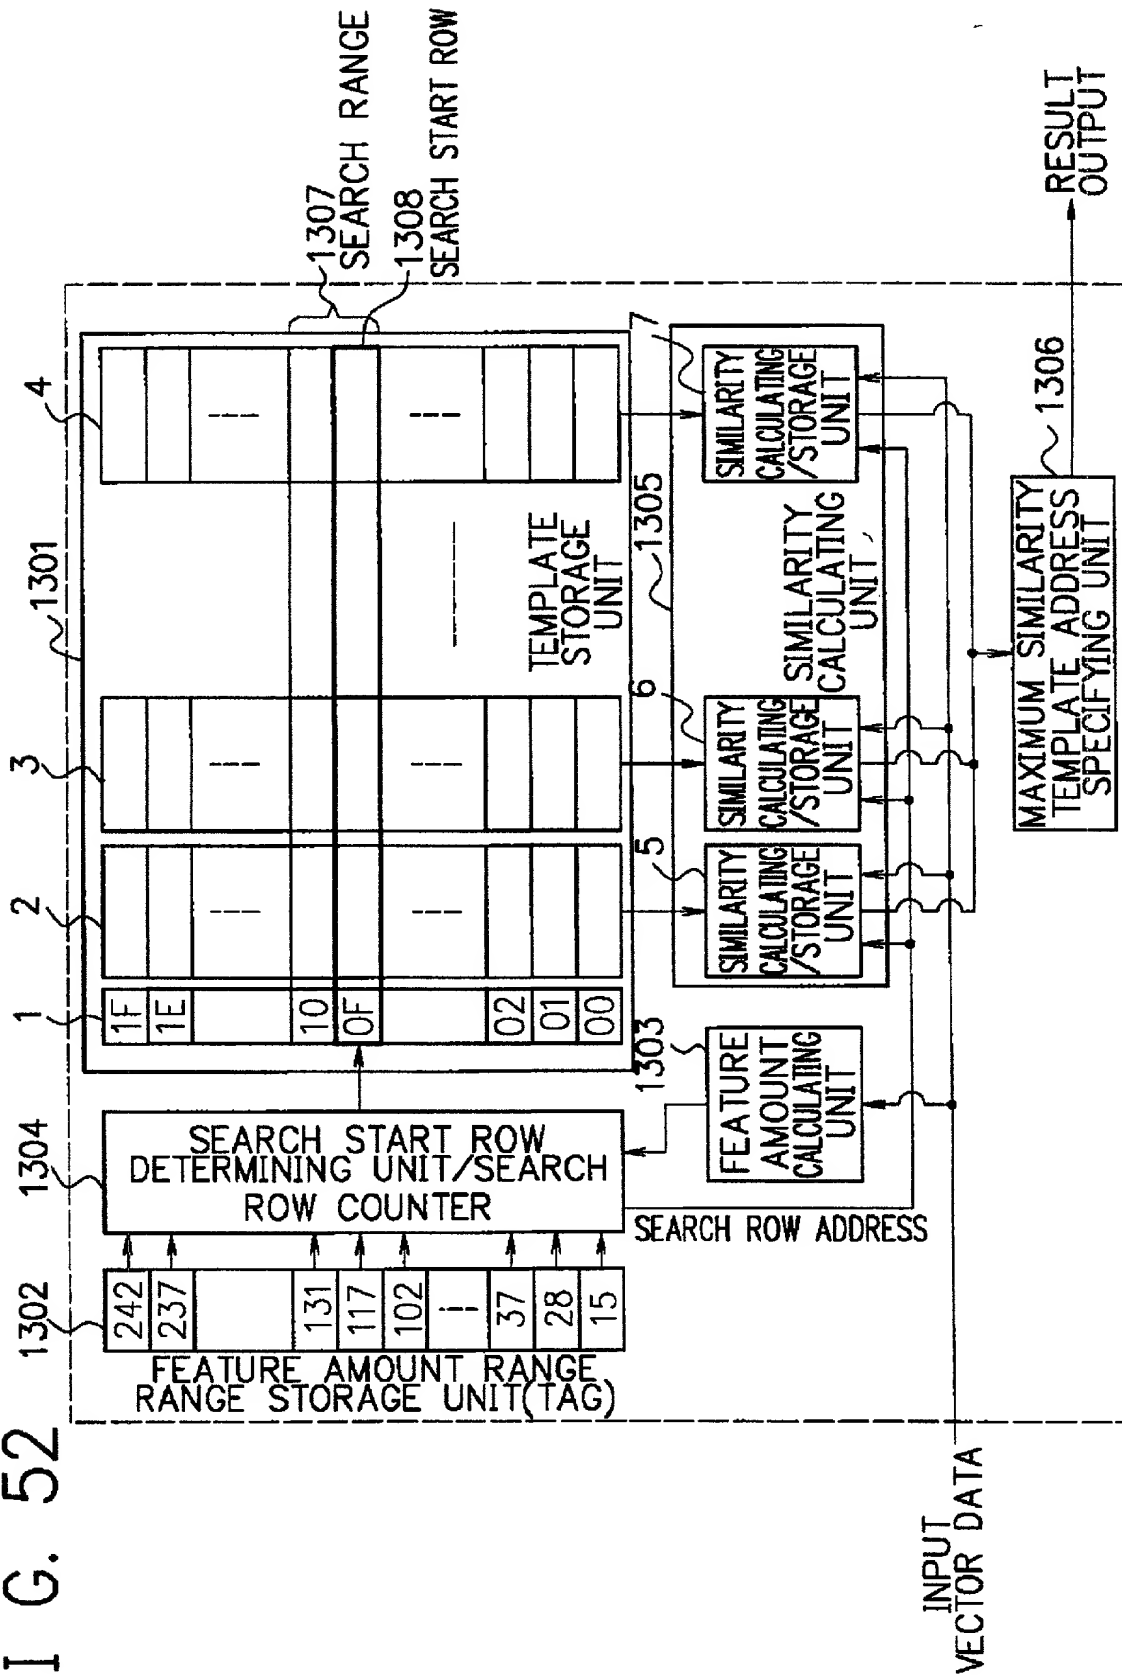 I G. 52
1302
242
237
131
117
102
37
28
15
FEATURE AMOUNT RANGE
RANGE STORAGE UNIT(TAG)
1304
SEARCH START ROW
DETERMINING UNIT/SEARCH
ROW COUNTER
SEARCH ROW ADDRESS
1
1F
1E
10
0F
02
01
00
2
3
4
1301
TEMPLATE
STORAGE
UNIT
1307
SEARCH RANGE
1308
SEARCH START ROW
1303
FEATURE
AMOUNT
CALCULATING
UNIT
5
SIMILARITY
CALCULATING
/STORAGE
UNIT
6
SIMILARITY
CALCULATING
/STORAGE
UNIT
1305
SIMILARITY
CALCULATING
UNIT
7
SIMILARITY
CALCULATING
/STORAGE
UNIT
INPUT
VECTOR DATA
MAXIMUM SIMILARITY
TEMPLATE ADDRESS
SPECIFYING UNIT
1306
RESULT
OUTPUT